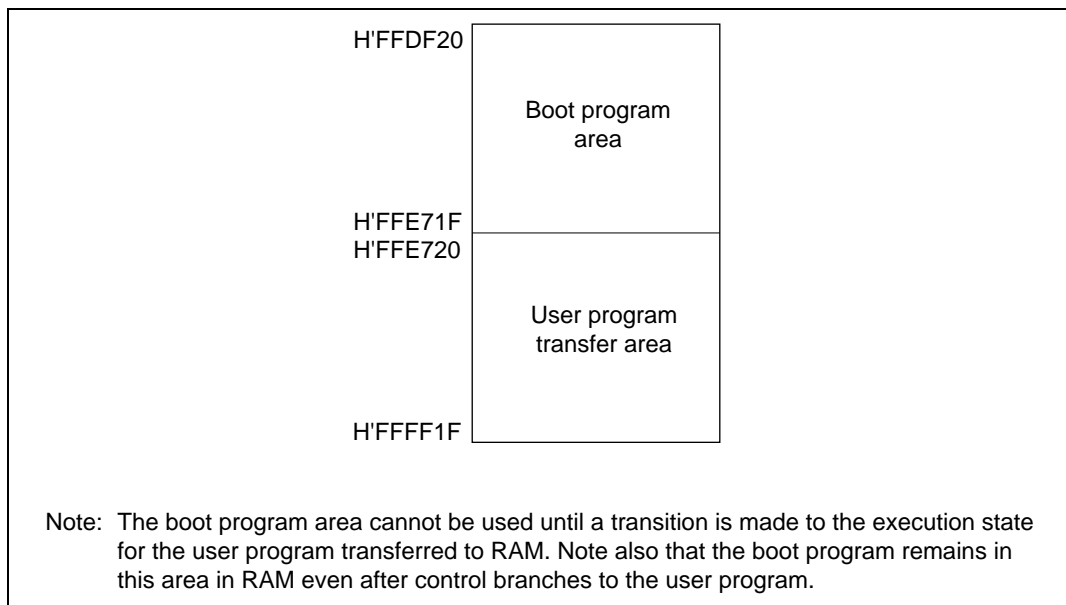 H'FFDF20
Boot program
area
H'FFE71F
H'FFE720
User program
transfer area
H'FFFF1F
Note: The boot program area cannot be used until a transition is made to the execution state
for the user program transferred to RAM. Note also that the boot program remains in
this area in RAM even after control branches to the user program.